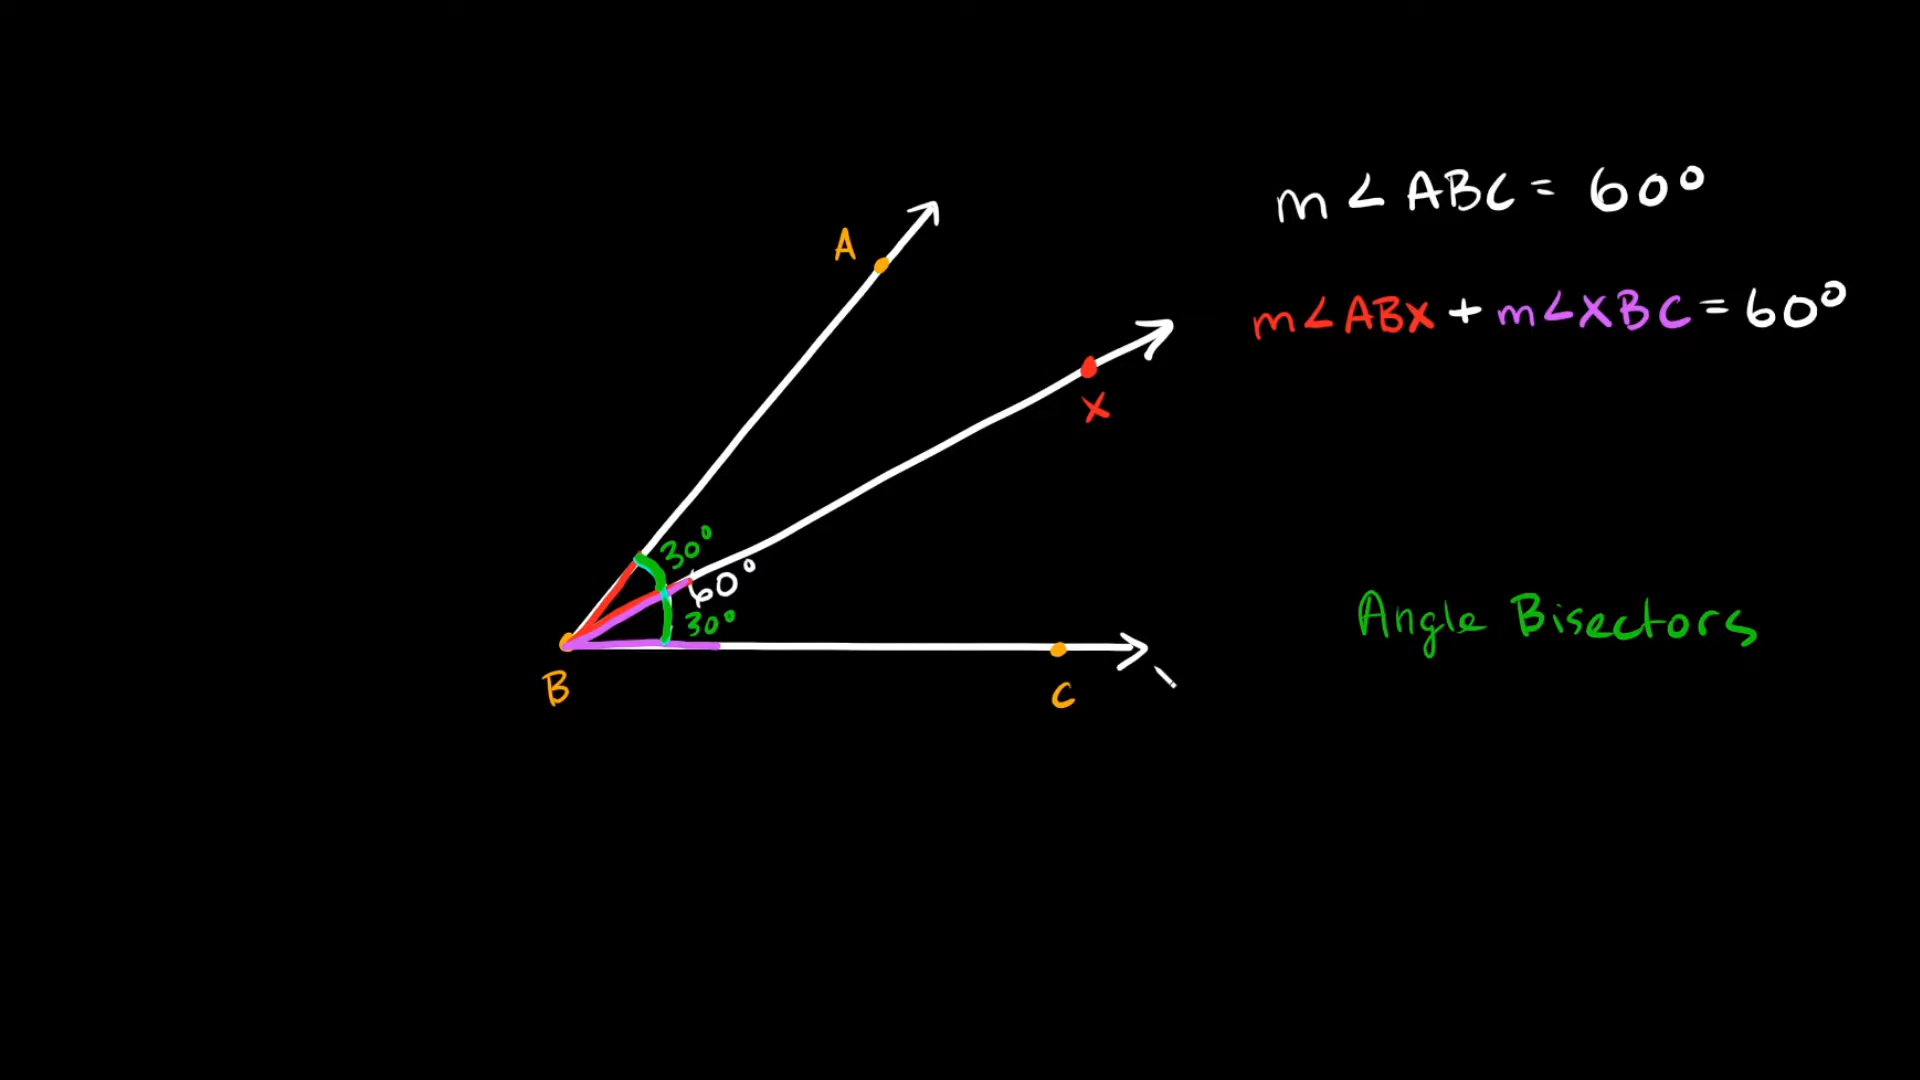 m∠ABC = 60°
A
m∠ABX + m∠XBC = 60°
X
30°
60°
30°
Angle Bisectors
B
C